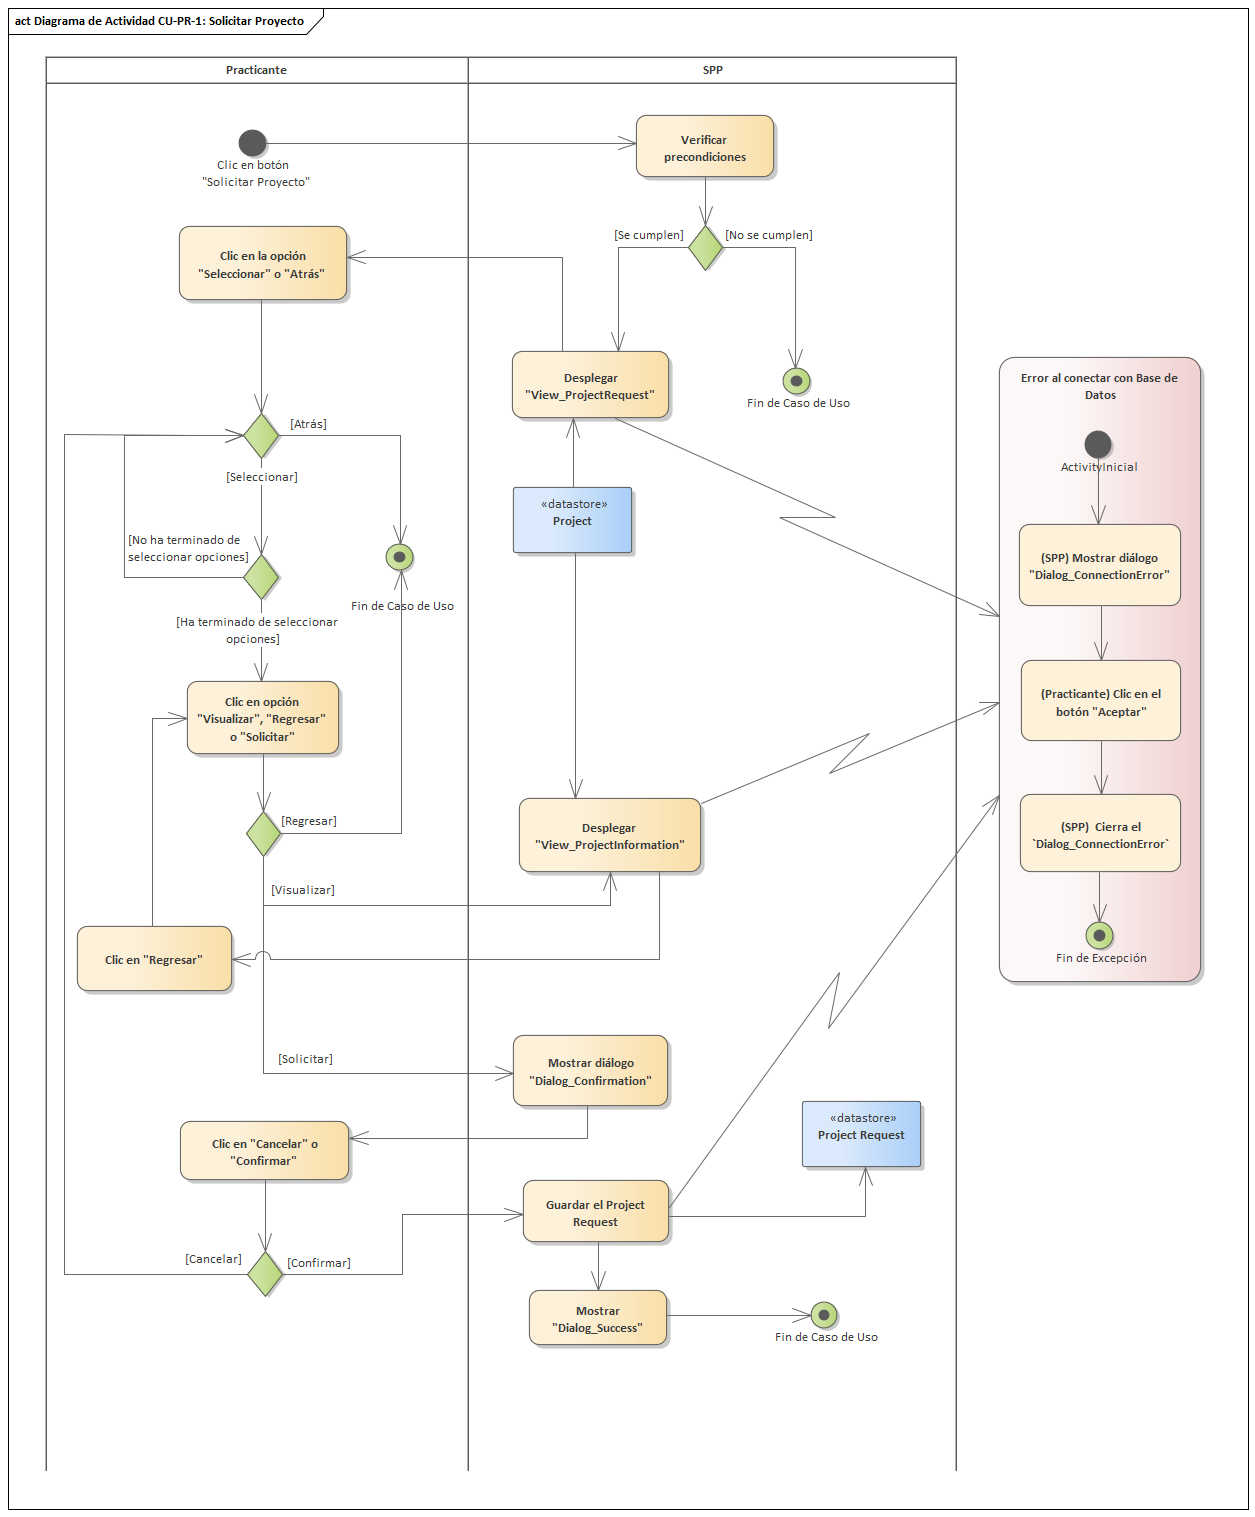 act Diagrama de Actividad CU-PR-1: Solicitar Proyecto
Practicante
SPP
Clic en botón
"Solicitar Proyecto"
Verificar
precondiciones
[Se cumplen]
[No se cumplen]
Clic en la opción
"Seleccionar" o "Atrás"
Desplegar
"View_ProjectRequest"
Fin de Caso de Uso
Error al conectar con Base de
Datos
ActivityInicial
[Atrás]
[Seleccionar]
«datastore»
Project
[No ha terminado de
seleccionar opciones]
Fin de Caso de Uso
(SPP) Mostrar diálogo
"Dialog_ConnectionError"
[Ha terminado de seleccionar
opciones]
Clic en opción
"Visualizar", "Regresar"
o "Solicitar"
(Practicante) Clic en el
botón "Aceptar"
[Regresar]
Desplegar
"View_ProjectInformation"
(SPP)  Cierra el
`Dialog_ConnectionError`
[Visualizar]
Clic en "Regresar"
Fin de Excepción
[Solicitar]
Mostrar diálogo
"Dialog_Confirmation"
«datastore»
Project Request
Clic en "Cancelar" o
"Confirmar"
Guardar el Project
Request
[Cancelar]
[Confirmar]
Mostrar
"Dialog_Success"
Fin de Caso de Uso